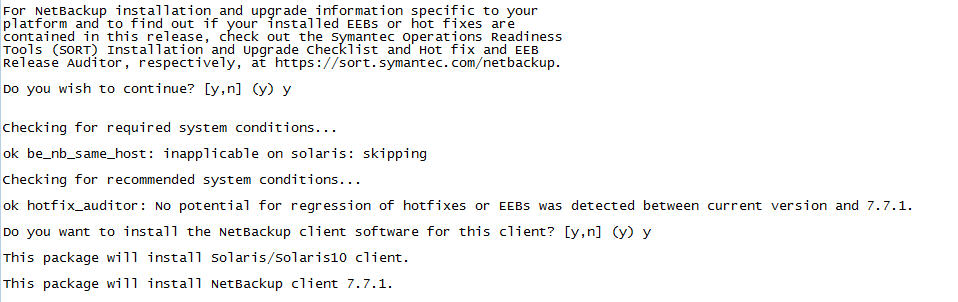 For NetBackup installation and upgrade information specific to your
platform and to find out if your installed EEBs or hot fixes are
contained in this release, check out the Symantec Operations Readiness
Tools (SORT) Installation and Upgrade Checklist and Hot fix and EEB
Release Auditor, respectively, at https://sort.symantec.com/netbackup.
Do you wish to continue? [y,n] (y) y
Checking for required system conditions...
ok be_nb_same_host: inapplicable on solaris: skipping
Checking for recommended system conditions...
ok hotfix_auditor: No potential for regression of hotfixes or EEBs was detected between current version and 7.7.1.
Do you want to install the NetBackup client software for this client? [y,n] (y) y
This package will install Solaris/Solaris10 client.
This package will install NetBackup client 7.7.1.